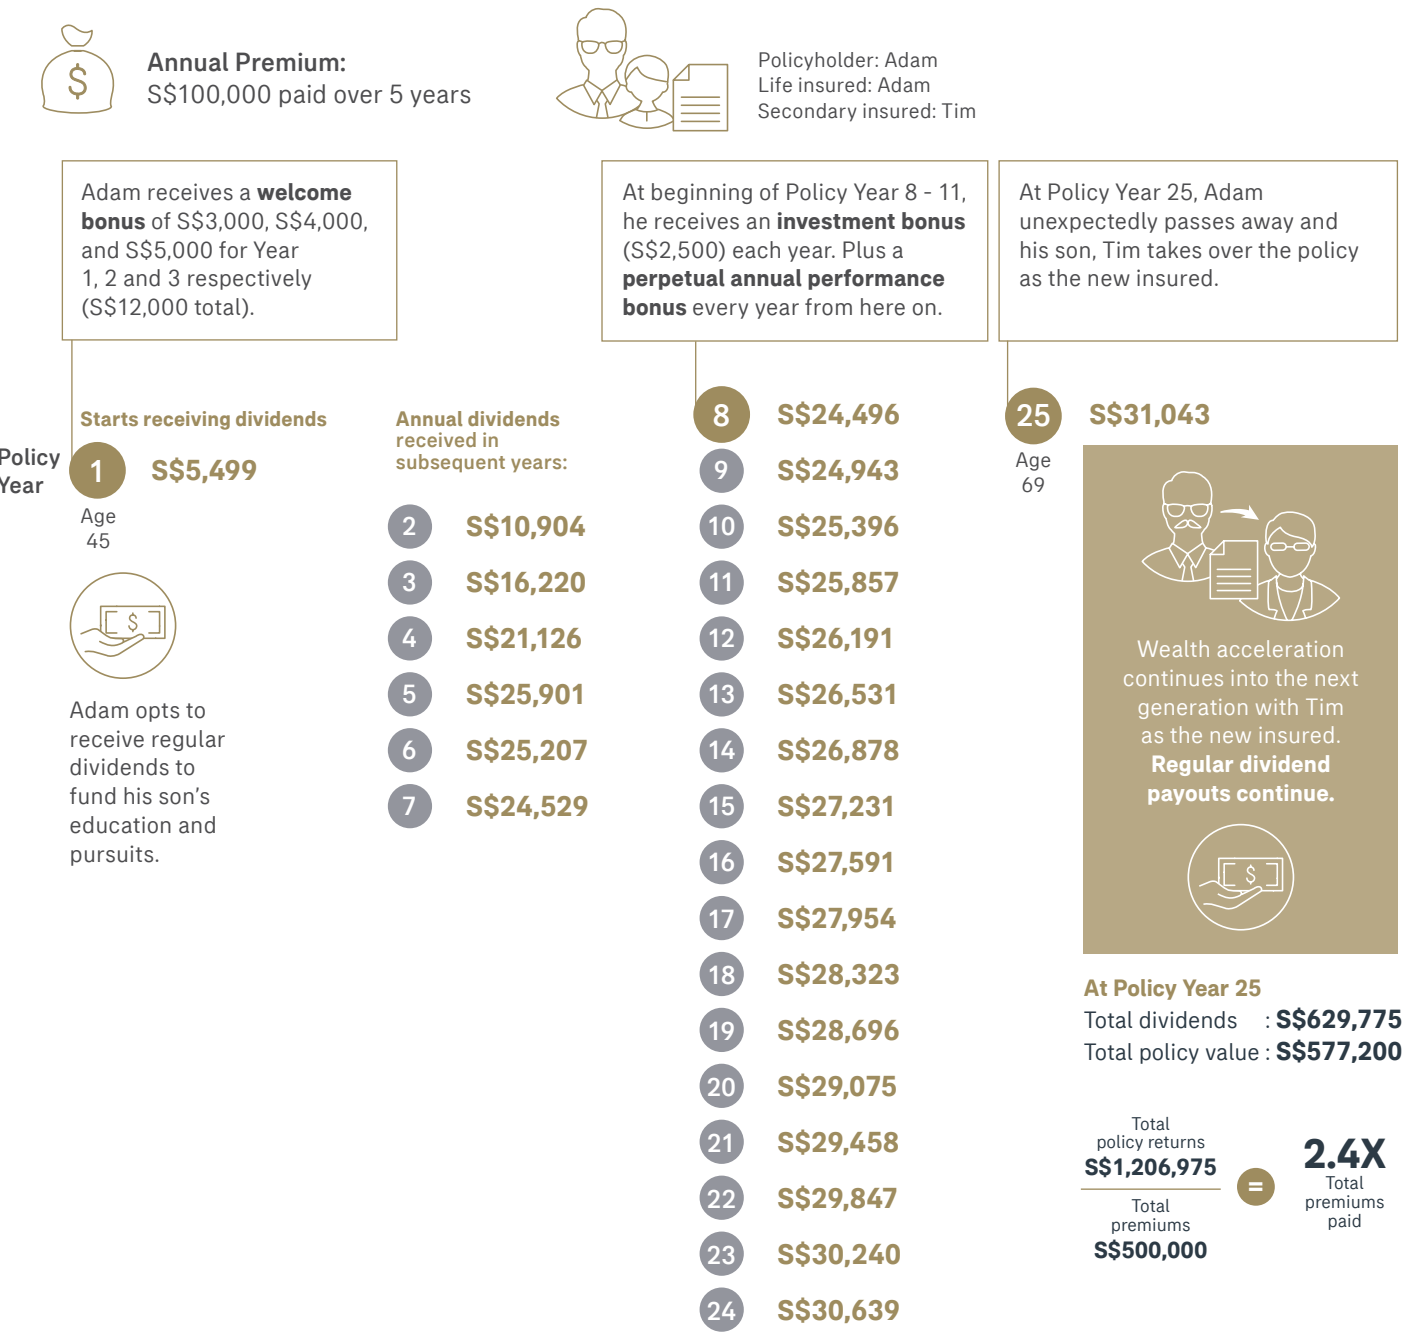 Annual Premium:
S$100,000 paid over 5 years
Policyholder: Adam
Life insured: Adam
Secondary insured: Tim
Adam receives a welcome
bonus of S$3,000, S$4,000,
and S$5,000 for Year
1, 2 and 3 respectively
(S$12,000 total).
At beginning of Policy Year 8 - 11,
he receives an investment bonus
(S$2,500) each year. Plus a
perpetual annual performance
bonus every year from here on.
At Policy Year 25, Adam
unexpectedly passes away and
his son, Tim takes over the policy
as the new insured.
Starts receiving dividends
Policy
Year
1 S$5,499
Age
45
$
Adam opts to
receive regular
dividends to
fund his son's
education and
pursuits.
Annual dividends
received in
subsequent years:
2 S$10,904
3 S$16,220
4 S$21,126
5 S$25,901
6 S$25,207
7 S$24,529
8 S$24,496
9 S$24,943
10 S$25,396
11 S$25,857
12 S$26,191
13 S$26,531
14 S$26,878
15 S$27,231
16 S$27,591
17 S$27,954
18 S$28,323
19 S$28,696
20 S$29,075
21 S$29,458
22 S$29,847
23 S$30,240
24 S$30,639
25 S$31,043
Age
69
Wealth acceleration
continues into the next
generation with Tim
as the new insured.
Regular dividend
payouts continue.
$
At Policy Year 25
Total dividends : S$629,775
Total policy value : S$577,200
Total
policy returns
S$1,206,975
Total
premiums
S$500,000
=
2.4X
Total
premiums
paid
$